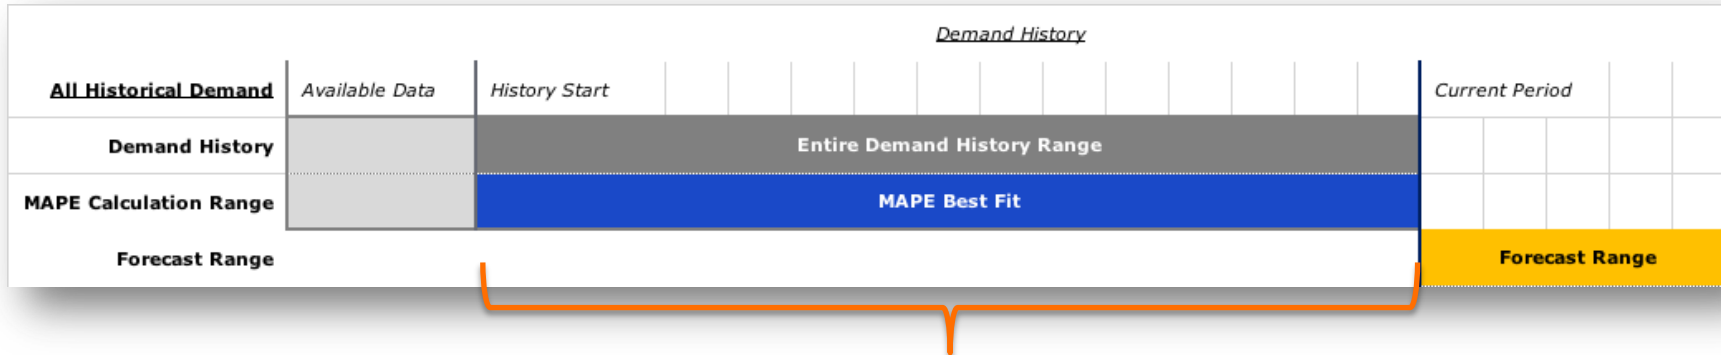 Demand History
All Historical Demand Available Data History Start Current Period
Demand History Entire Demand History Range
MAPE Calculation Range MAPE Best Fit
Forecast Range Forecast Range